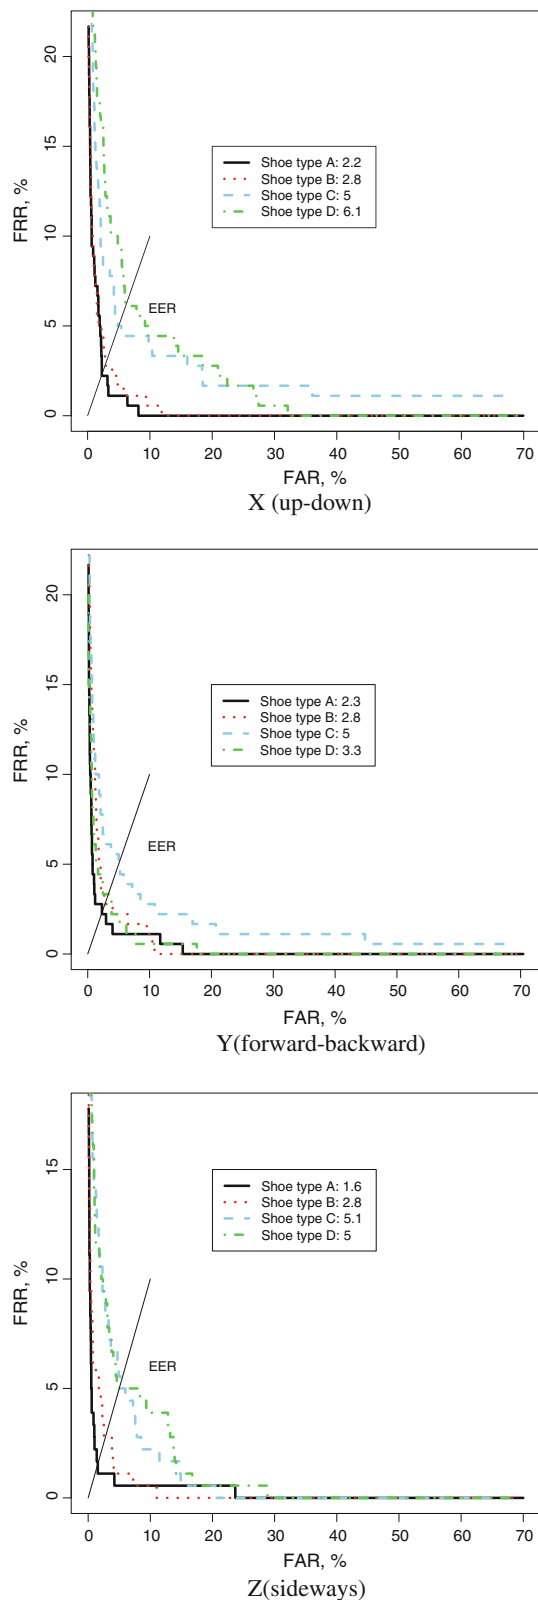 20
15
10
5
0
FRR, %
Shoe type A: 2.2
Shoe type B: 2.8
Shoe type C: 5
Shoe type D: 6.1
EER
0 10 20 30 40 50 60 70
FAR, %
X (up-down)
20
15
10
5
0
FRR, %
Shoe type A: 2.3
Shoe type B: 2.8
Shoe type C: 5
Shoe type D: 3.3
EER
0 10 20 30 40 50 60 70
FAR, %
Y(forward-backward)
15
10
5
0
FRR, %
Shoe type A: 1.6
Shoe type B: 2.8
Shoe type C: 5.1
Shoe type D: 5
EER
0 10 20 30 40 50 60 70
FAR, %
Z(sideways)